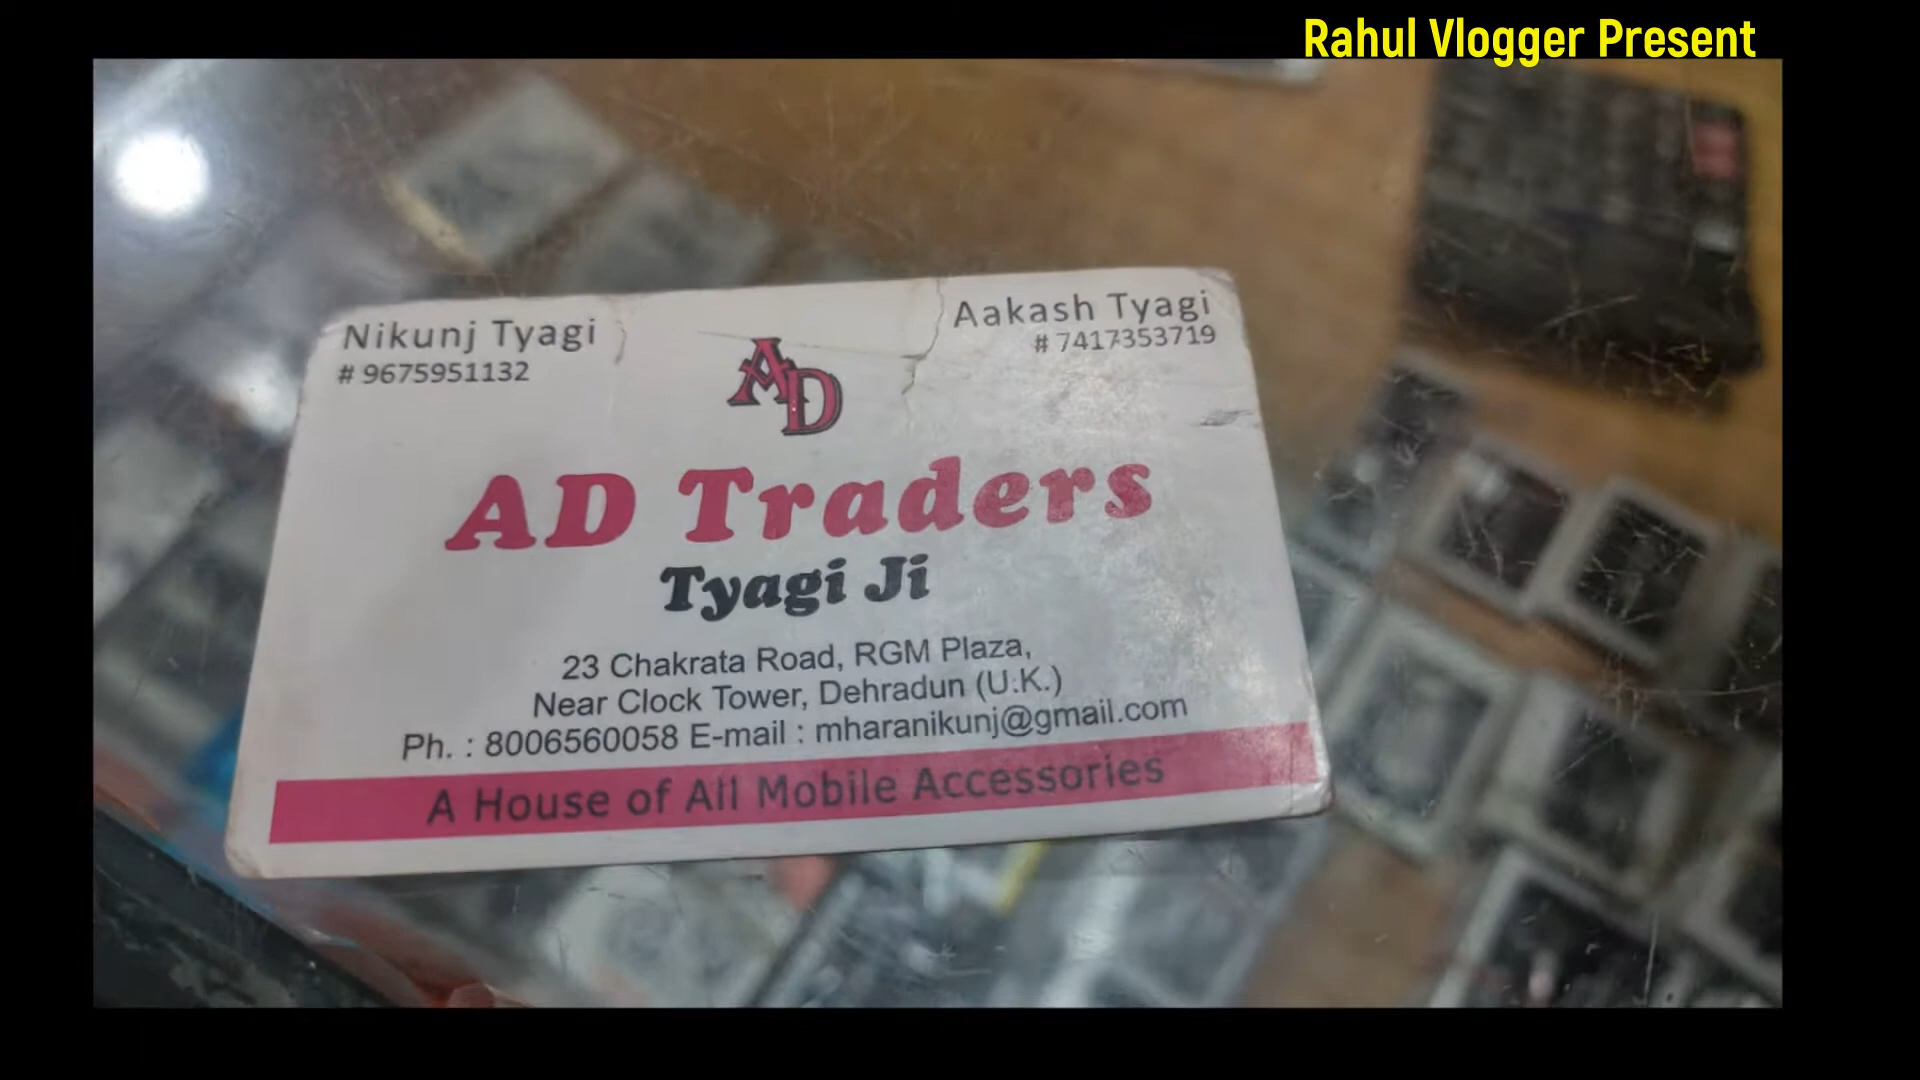 Rahul Vlogger Present
Nikunj Tyagi
# 9675951132
Aakash Tyagi
# 7417353719
AD
AD Traders
Tyagi Ji
23 Chakrata Road, RGM Plaza,
Near Clock Tower, Dehradun (U.K.)
Ph. : 8006560058 E-mail : mharanikunj@gmail.com
A House of All Mobile Accessories